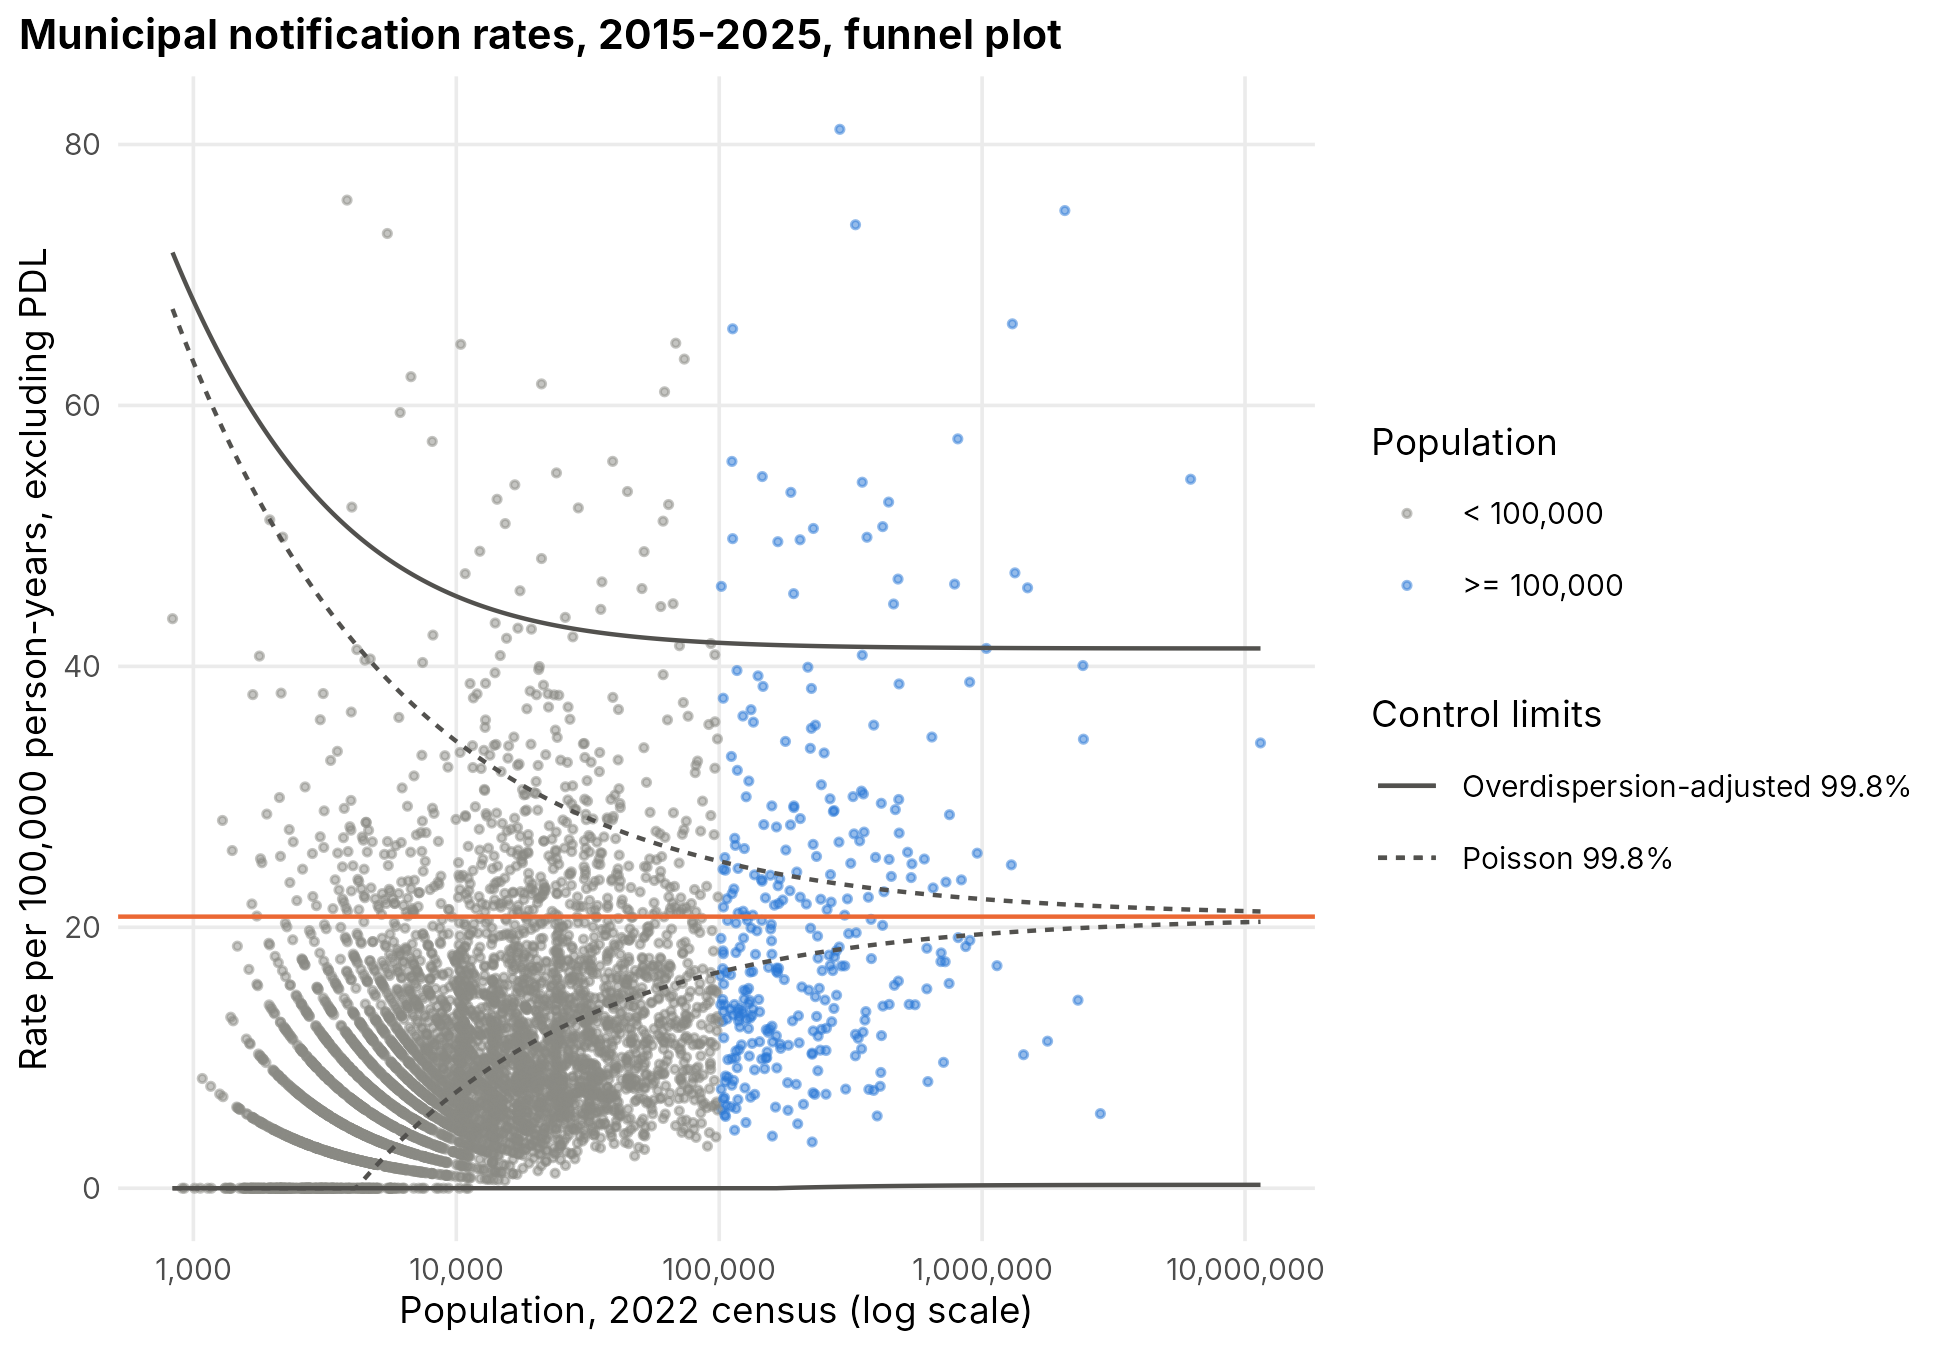 Municipal notification rates, 2015-2025, funnel plot
Rate per 100,000 person-years, excluding PDL
80
60
40
20
0
1,000
10,000
100,000
1,000,000
10,000,000
Population, 2022 census (log scale)
Population
< 100,000
>= 100,000
Control limits
Overdispersion-adjusted 99.8%
Poisson 99.8%